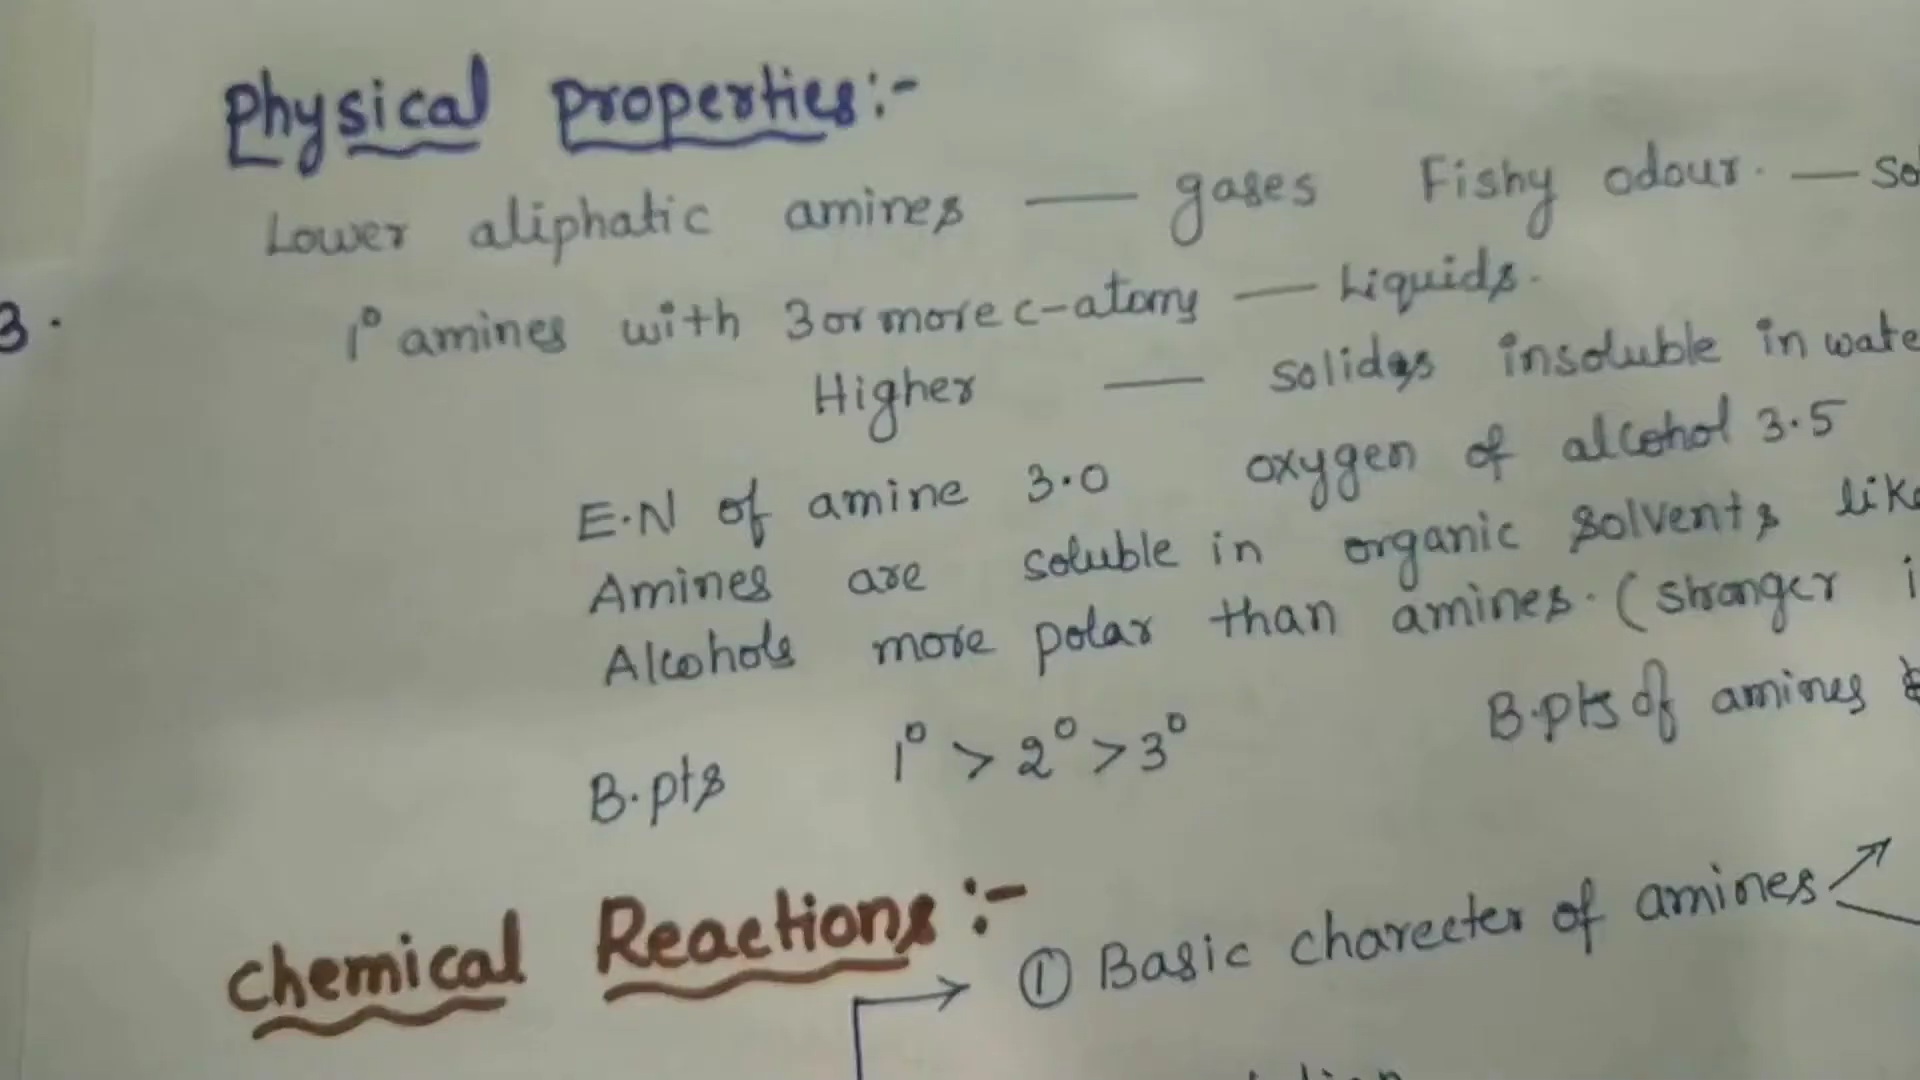 Physical properties:-
Lower aliphatic amines — gases Fishy odour. — sol
3.
1° amines with 3 or more c-atoms — Liquids.
Higher — solids insoluble in wate
E.N of amine 3.0 oxygen of alcohol 3.5
Amines are soluble in organic solvents like
Alcohols more polar than amines. (stronger i
B.pts 1° > 2° > 3° B.pts of amines
chemical Reactions :-
① Basic charecter of amines